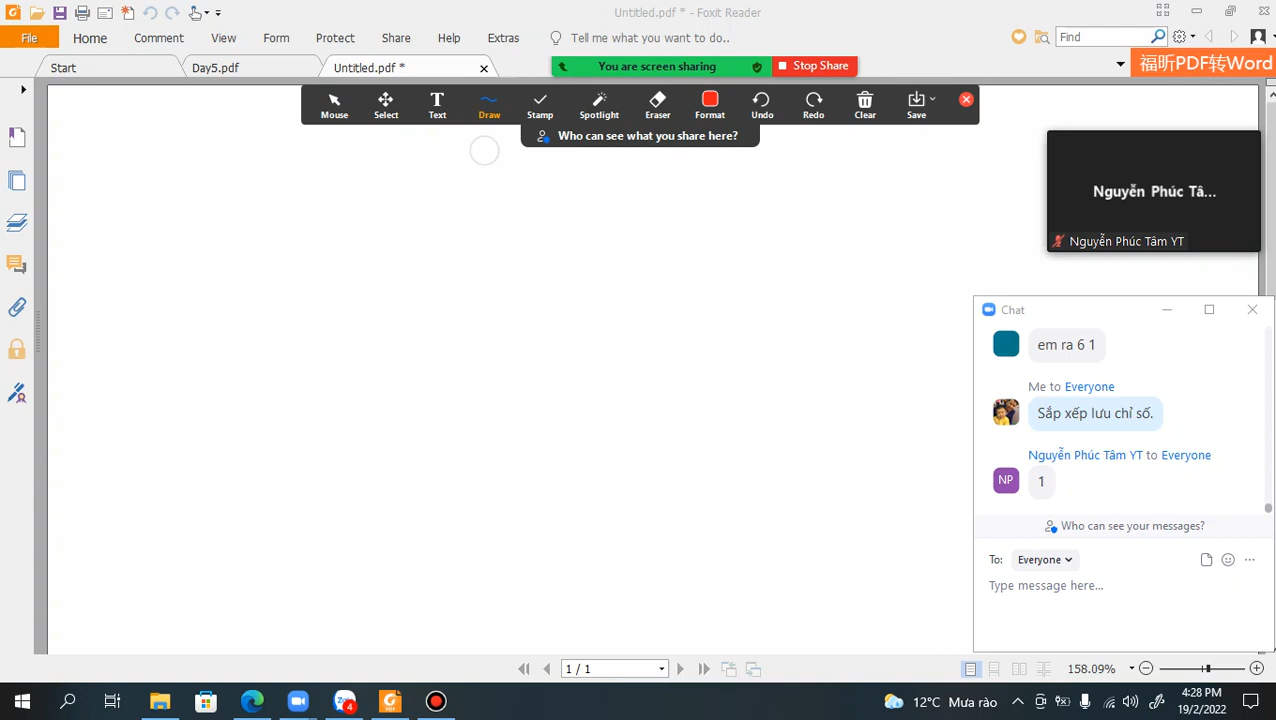 Untitled.pdf * - Foxit Reader
File Home Comment View Form Protect Share Help Extras Tell me what you want to do.. Find
Start Day5.pdf Untitled.pdf * You are screen sharing Stop Share 福昕PDF转Word
Mouse Select Text Draw Stamp Spotlight Eraser Format Undo Redo Clear Save
Who can see what you share here?
Nguyễn Phúc Tâ...
Nguyễn Phúc Tâm YT
Chat
em ra 6 1
Me to Everyone
Sắp xếp lưu chỉ số.
Nguyễn Phúc Tâm YT to Everyone
NP 1
Who can see your messages?
To: Everyone
Type message here...
1 / 1 158.09%
4 12°C Mưa rào 4:28 PM
19/2/2022